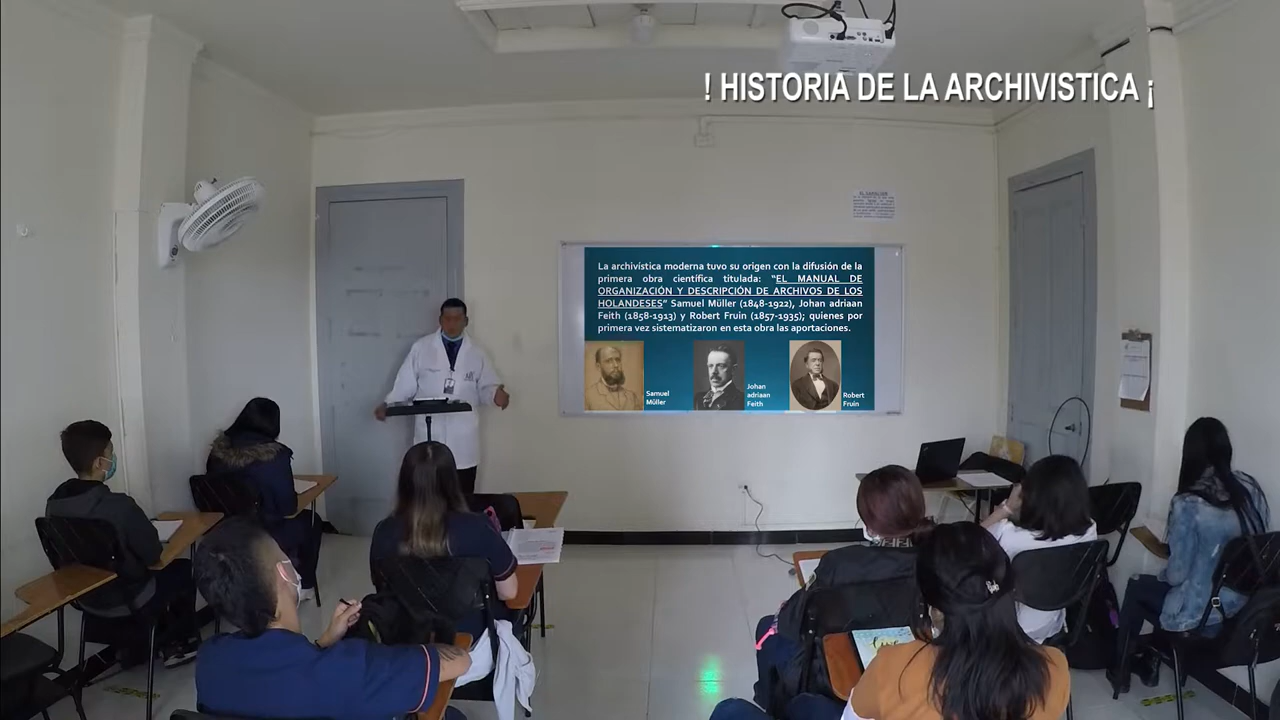 ! HISTORIA DE LA ARCHIVISTICA ¡
EL CARACTER
La archivística moderna tuvo su origen con la difusión de la
primera obra científica titulada: "EL MANUAL DE
ORGANIZACIÓN Y DESCRIPCIÓN DE ARCHIVOS DE LOS
HOLANDESES" Samuel Müller (1848-1922), Johan adriaan
Feith (1858-1913) y Robert Fruin (1857-1935); quienes por
primera vez sistematizaron en esta obra las aportaciones.
Samuel
Müller
Johan
adriaan
Feith
Robert
Fruin